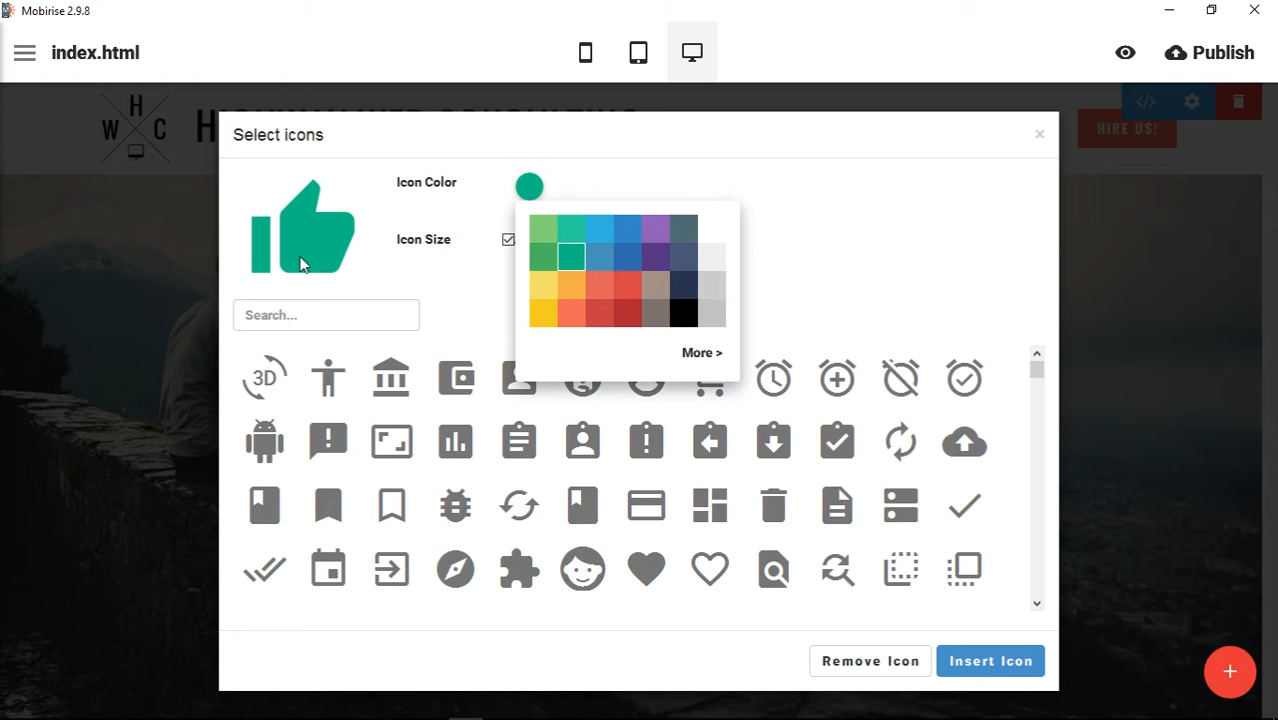 Mobirise 2.9.8
index.html
Publish
H
W C
HIRE US!
Select icons
Icon Color
Icon Size
Search...
More >
3D
Remove Icon
Insert Icon